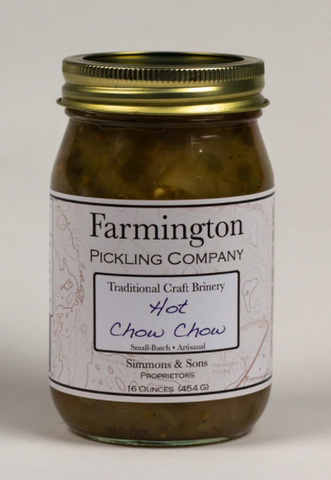 Farmington
PICKLING COMPANY
Traditional Craft Brinery
Hot
Chow Chow
Small-Batch • Artisanal
Simmons & Sons
PROPRIETORS
16 OUNCES (454 G)